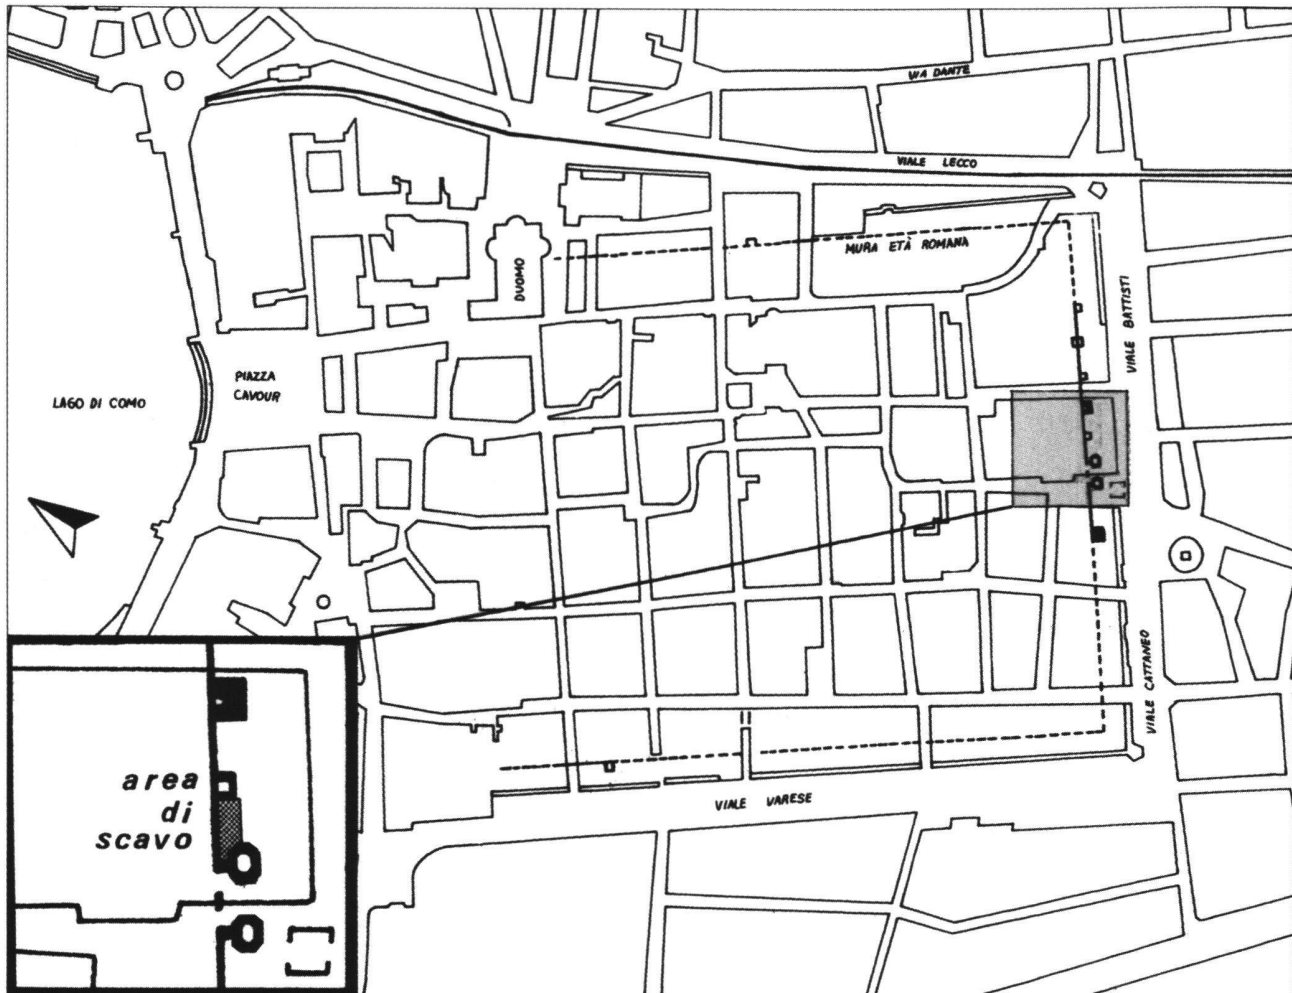 VIA DANTE
VIALE LECCO
MURA ETÀ ROMANA
DUOMO
VIALE BATTISTI
PIAZZA
CAVOUR
LAGO DI COMO
VIALE CATTANEO
VIALE VARESE
area
di
scavo